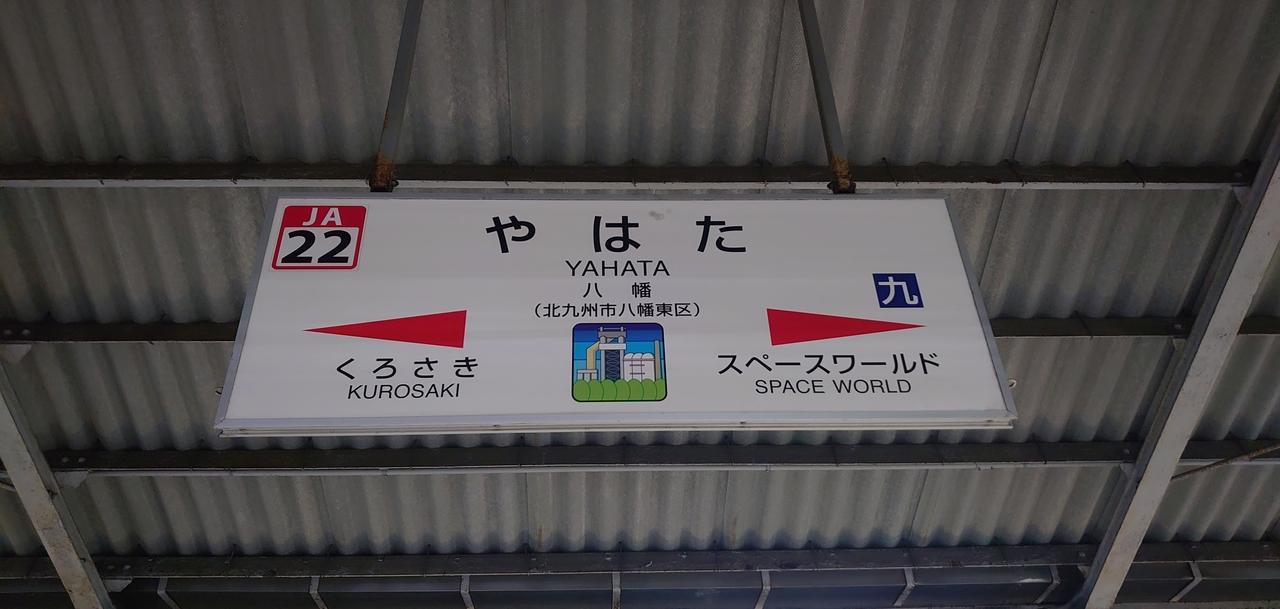 JA
22
やはた
YAHATA
八幡
(北九州市八幡東区)
九
くろさき
KUROSAKI
スペースワールド
SPACE WORLD